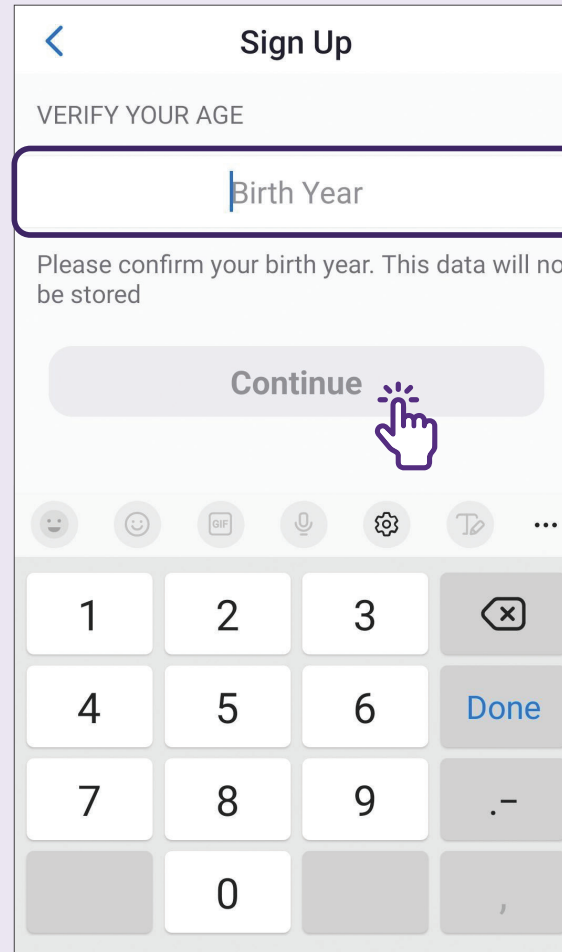 Sign Up
VERIFY YOUR AGE
Birth Year
Please confirm your birth year. This data will no
be stored
Continue
GIF
1 2 3
4 5 6 Done
7 8 9 .–
0 ,